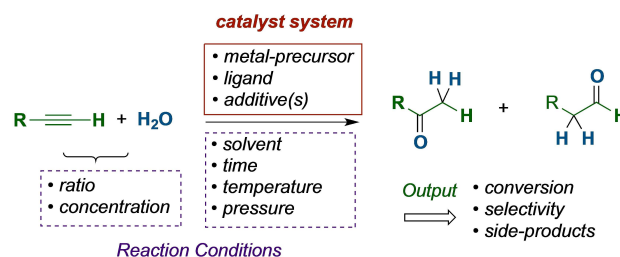 catalyst system
• metal-precursor
• ligand
• additive(s)
R H + H₂O
• solvent
• time
• temperature
• pressure
• ratio
• concentration
Reaction Conditions
H H
R H
O
+
O
R H
H H
Output
• conversion
• selectivity
• side-products